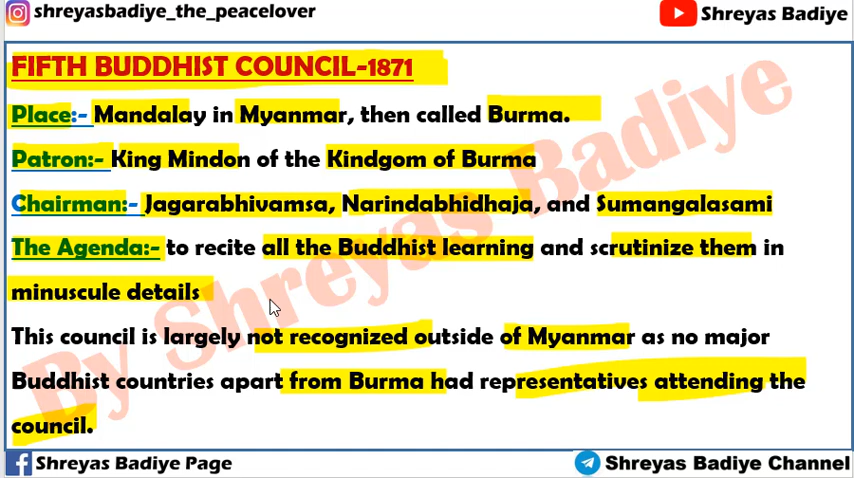 shreyasbadiye_the_peacelover
Shreyas Badiye
FIFTH BUDDHIST COUNCIL-1871
Place:- Mandalay in Myanmar, then called Burma.
Patron:- King Mindon of the Kindgom of Burma
Chairman:- Jagarabhivamsa, Narindabhidhaja, and Sumangalasami
The Agenda:- to recite all the Buddhist learning and scrutinize them in
minuscule details
This council is largely not recognized outside of Myanmar as no major
Buddhist countries apart from Burma had representatives attending the
council.
By Shreyas Badiye
Shreyas Badiye Page
Shreyas Badiye Channel